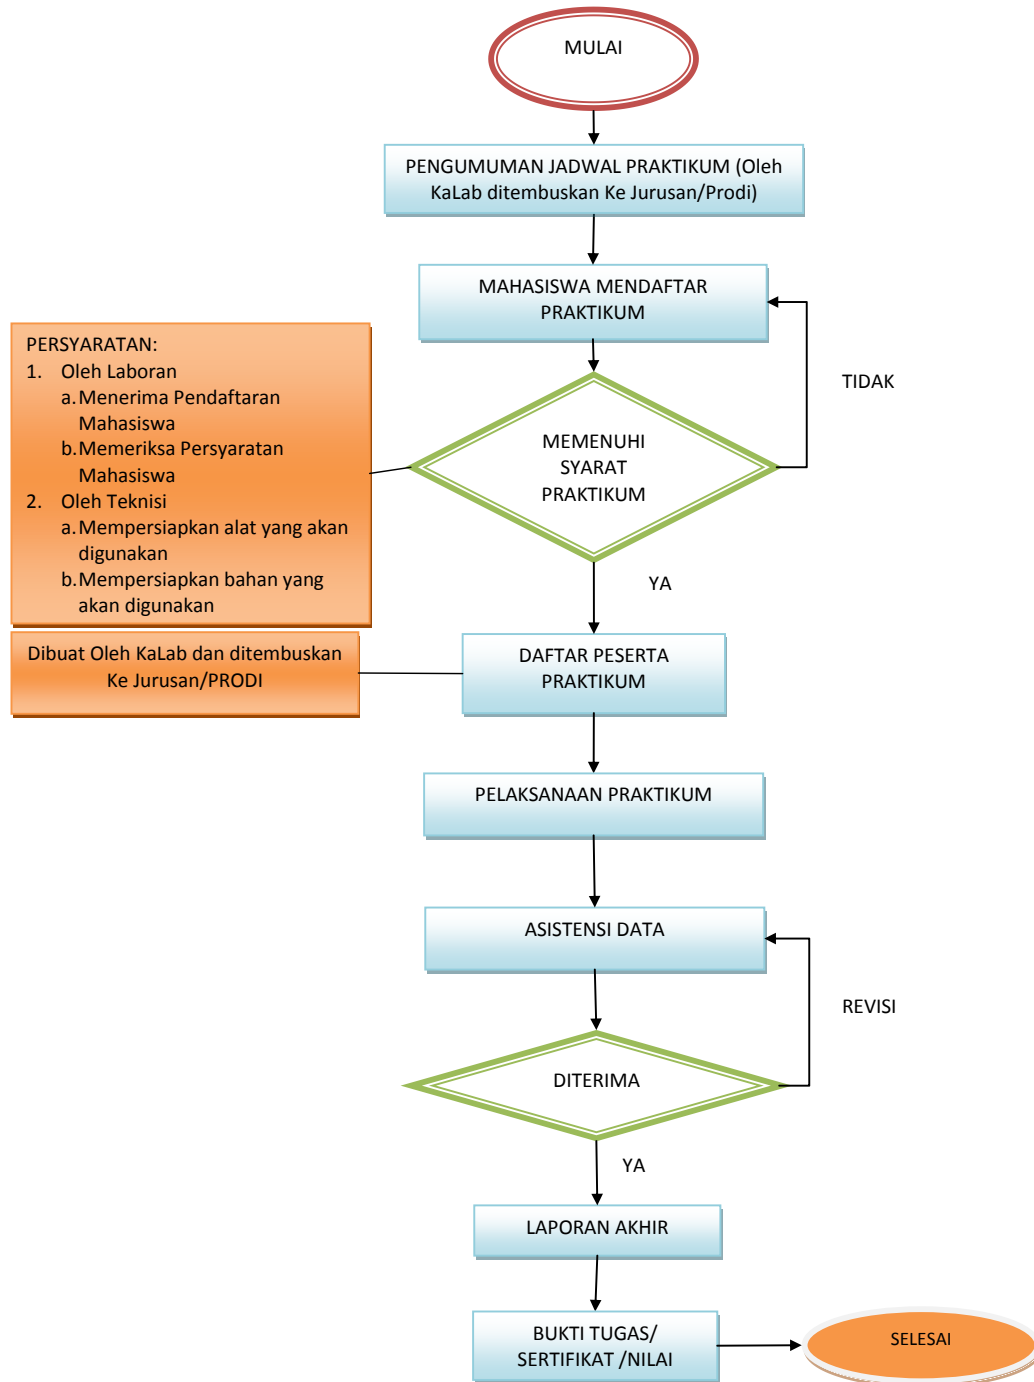 MULAI
PENGUMUMAN JADWAL PRAKTIKUM (Oleh
KaLab ditembuskan Ke Jurusan/Prodi)
MAHASISWA MENDAFTAR
PRAKTIKUM
TIDAK
PERSYARATAN:
1. Oleh Laboran
a. Menerima Pendaftaran
Mahasiswa
b. Memeriksa Persyaratan
Mahasiswa
2. Oleh Teknisi
a. Mempersiapkan alat yang akan
digunakan
b. Mempersiapkan bahan yang
akan digunakan
MEMENUHI
SYARAT
PRAKTIKUM
YA
Dibuat Oleh KaLab dan ditembuskan
Ke Jurusan/PRODI
DAFTAR PESERTA
PRAKTIKUM
PELAKSANAAN PRAKTIKUM
ASISTENSI DATA
REVISI
DITERIMA
YA
LAPORAN AKHIR
BUKTI TUGAS/
SERTIFIKAT /NILAI
SELESAI